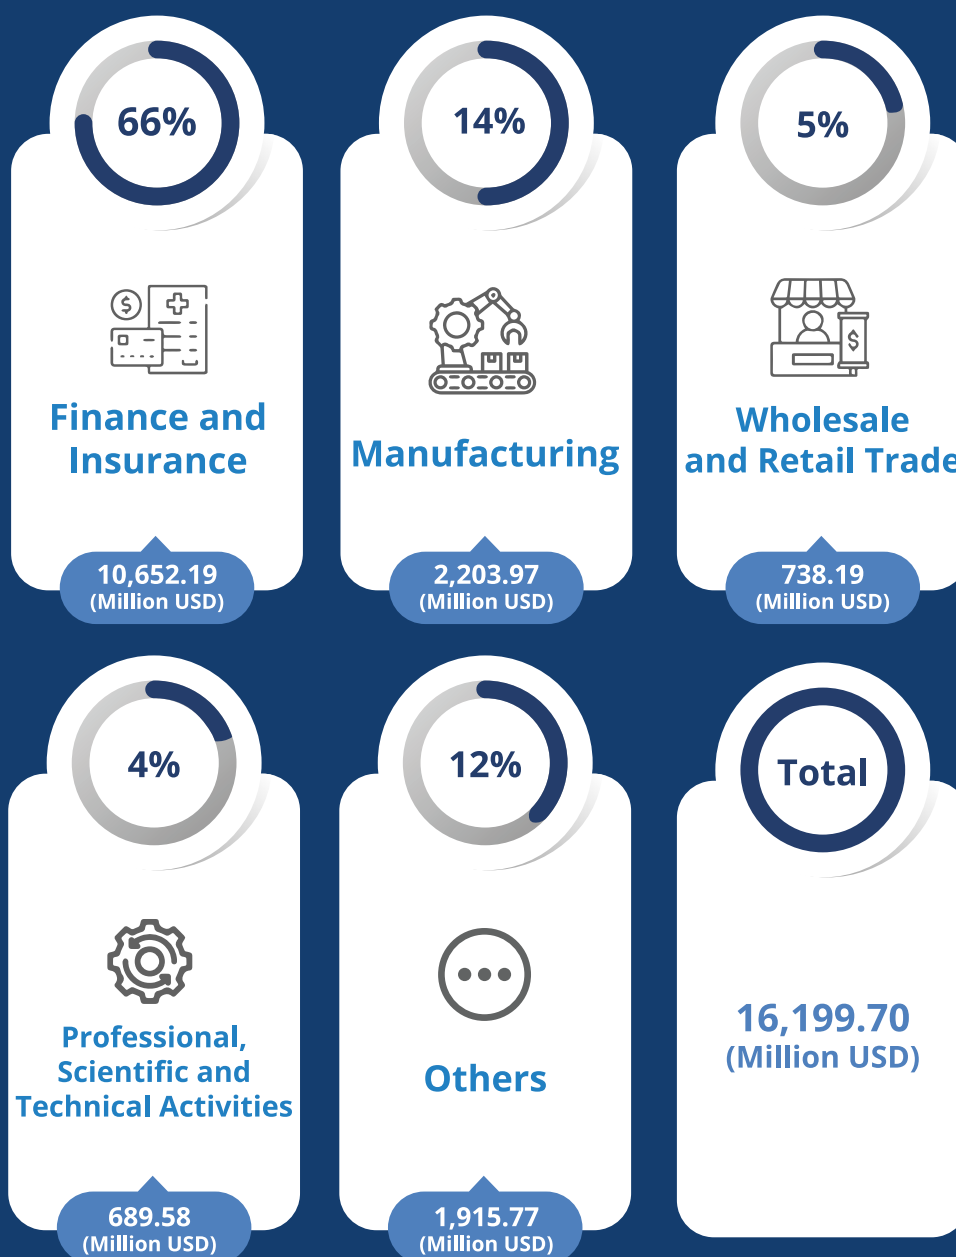 66%
Finance and
Insurance
10,652.19
(Million USD)
14%
Manufacturing
2,203.97
(Million USD)
5%
Wholesale
and Retail Trade
738.19
(Million USD)
4%
Professional,
Scientific and
Technical Activities
689.58
(Million USD)
12%
Others
1,915.77
(Million USD)
Total
16,199.70
(Million USD)